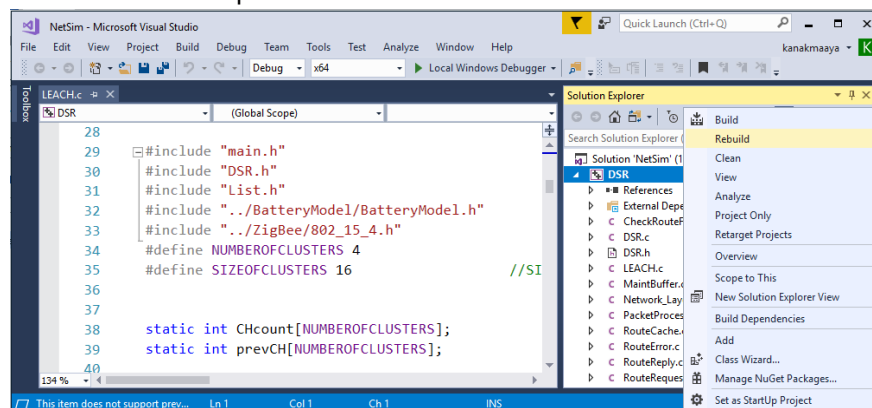 NetSim - Microsoft Visual Studio
Quick Launch (Ctrl+Q)
File Edit View Project Build Debug Team Tools Test Analyze Window Help
kanakmaaya K
Debug x64 Local Windows Debugger
Toolbox
LEACH.c
DSR (Global Scope)
28
29 #include "main.h"
30 #include "DSR.h"
31 #include "List.h"
32 #include "../BatteryModel/BatteryModel.h"
33 #include "../ZigBee/802_15_4.h"
34 #define NUMBEROFCLUSTERS 4
35 #define SIZEOFCLUSTERS 16 //SI
36
37
38 static int CHcount[NUMBEROFCLUSTERS];
39 static int prevCH[NUMBEROFCLUSTERS];
40
134 %
This item does not support prev... Ln 1 Col 1 Ch 1 INS
Solution Explorer
Search Solution Explorer (
Solution 'NetSim' (1
DSR
References
External Depe
CheckRouteF
DSR.c
DSR.h
LEACH.c
MaintBuffer.c
Network_Lay
PacketProces
RouteCache.
RouteError.c
RouteReply.c
RouteReques
Build
Rebuild
Clean
View
Analyze
Project Only
Retarget Projects
Overview
Scope to This
New Solution Explorer View
Build Dependencies
Add
Class Wizard...
Manage NuGet Packages...
Set as StartUp Project